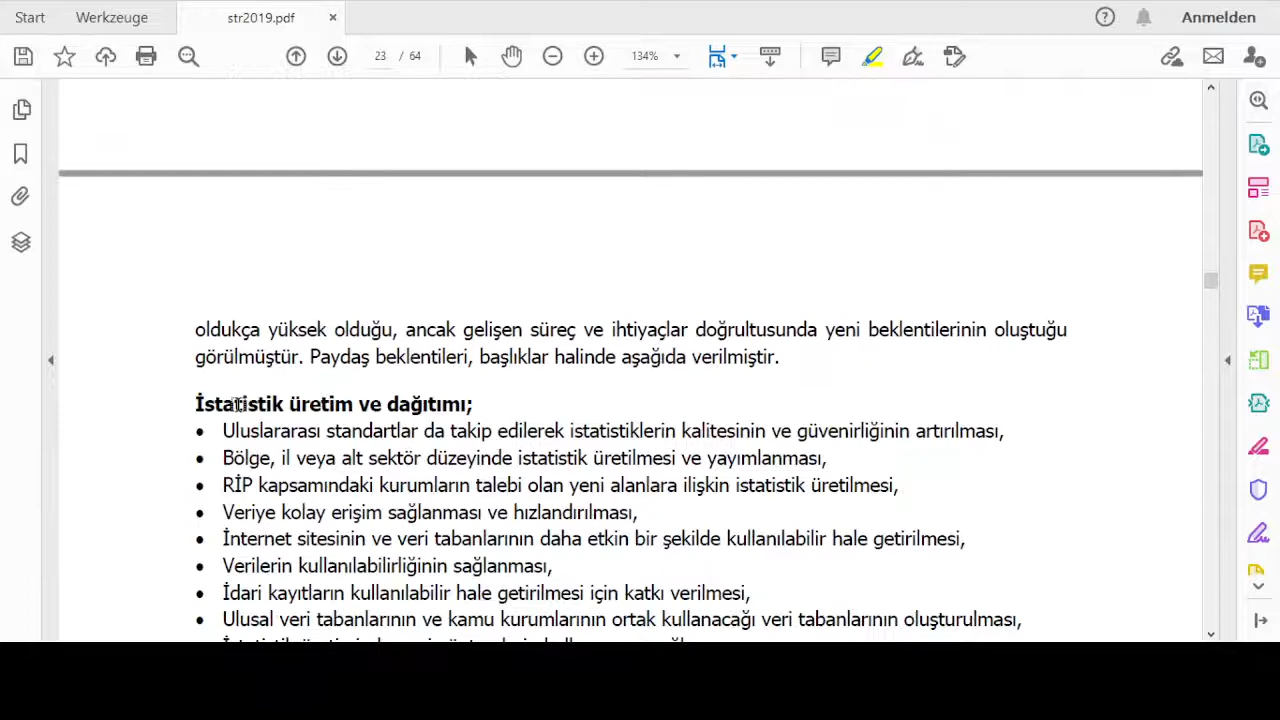 Start Werkzeuge str2019.pdf × Anmelden
23 / 64 134%
oldukça yüksek olduğu, ancak gelişen süreç ve ihtiyaçlar doğrultusunda yeni beklentilerinin oluştuğu
görülmüştür. Paydaş beklentileri, başlıklar halinde aşağıda verilmiştir.
İstatistik üretim ve dağıtımı;
• Uluslararası standartlar da takip edilerek istatistiklerin kalitesinin ve güvenirliğinin artırılması,
• Bölge, il veya alt sektör düzeyinde istatistik üretilmesi ve yayımlanması,
• RİP kapsamındaki kurumların talebi olan yeni alanlara ilişkin istatistik üretilmesi,
• Veriye kolay erişim sağlanması ve hızlandırılması,
• İnternet sitesinin ve veri tabanlarının daha etkin bir şekilde kullanılabilir hale getirilmesi,
• Verilerin kullanılabilirliğinin sağlanması,
• İdari kayıtların kullanılabilir hale getirilmesi için katkı verilmesi,
• Ulusal veri tabanlarının ve kamu kurumlarının ortak kullanacağı veri tabanlarının oluşturulması,